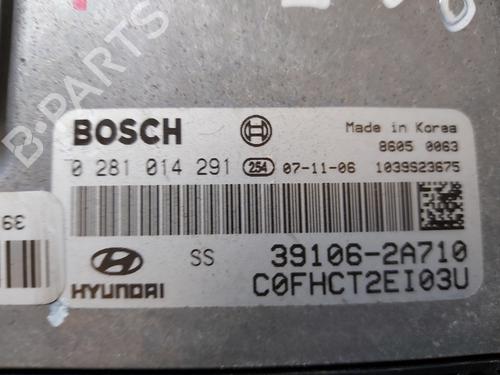 B-PARTS
BOSCH
Made in Korea
8605 0063
0 281 014 291 254 07-11-06 1039S23675
39
SS 39106-2A710
HYUNDAI C0FHCT2EI03U